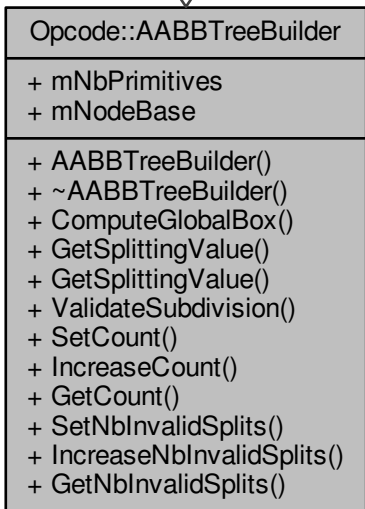 Opcode::AABBTreeBuilder
+ mNbPrimitives
+ mNodeBase
+ AABBTreeBuilder()
+ ~AABBTreeBuilder()
+ ComputeGlobalBox()
+ GetSplittingValue()
+ GetSplittingValue()
+ ValidateSubdivision()
+ SetCount()
+ IncreaseCount()
+ GetCount()
+ SetNbInvalidSplits()
+ IncreaseNbInvalidSplits()
+ GetNbInvalidSplits()